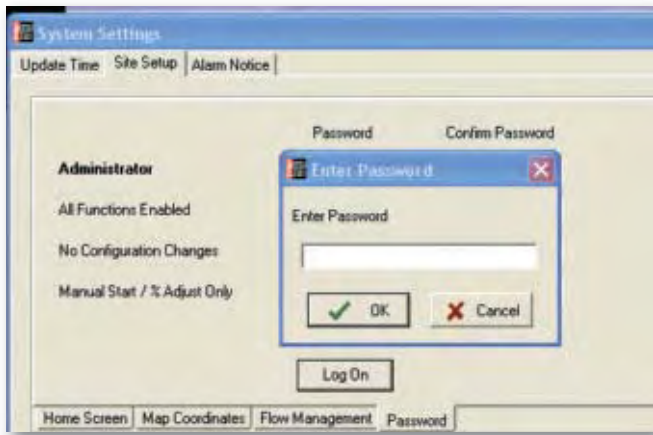 System Settings
Update Time Site Setup Alarm Notice
Password Confirm Password
Administrator
Enter Password
All Functions Enabled
Enter Password
No Configuration Changes
Manual Start / % Adjust Only
OK Cancel
Log On
Home Screen Map Coordinates Flow Management Password